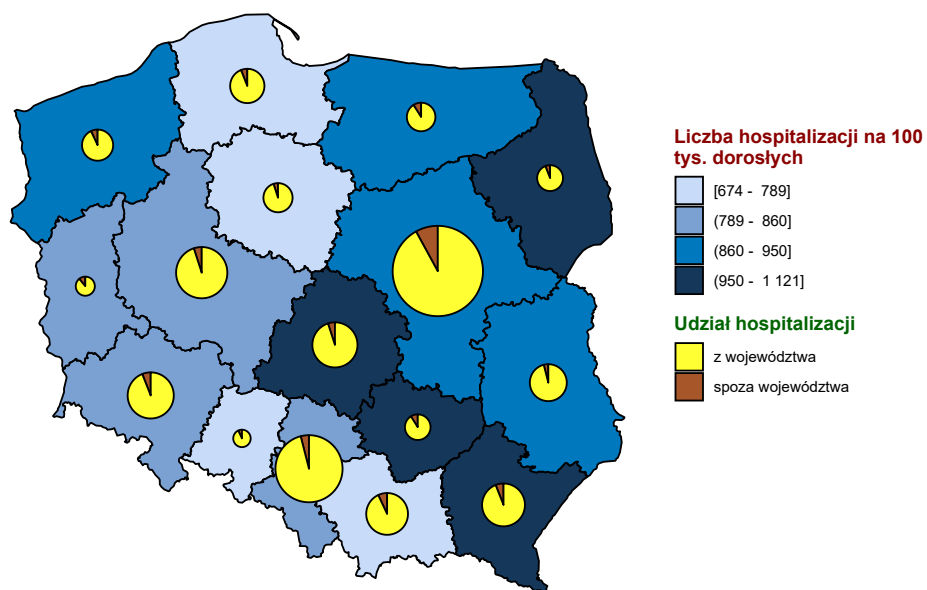 Liczba hospitalizacji na 100
tys. dorosłych
[674 - 789]
(789 - 860]
(860 - 950]
(950 - 1 121]
Udział hospitalizacji
z województwa
spoza województwa